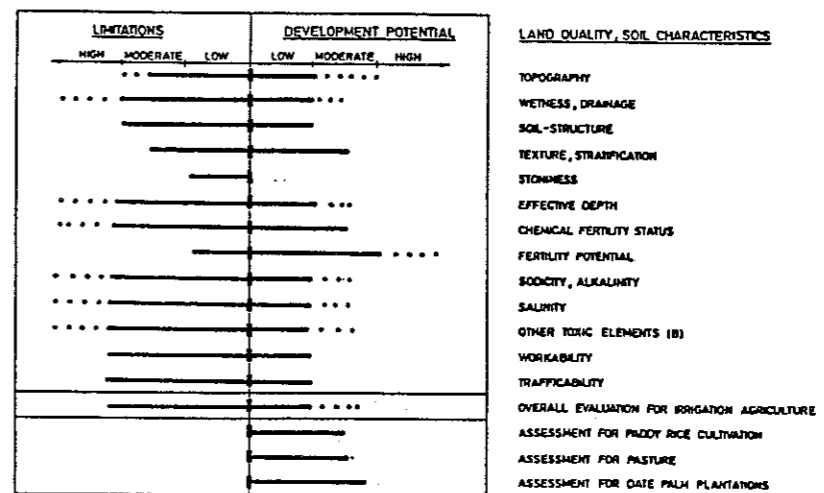 LIMITATIONS DEVELOPMENT POTENTIAL LAND QUALITY, SOIL CHARACTERISTICS
HIGH MODERATE LOW LOW MODERATE HIGH
TOPOGRAPHY
WETNESS, DRAINAGE
SOIL-STRUCTURE
TEXTURE, STRATIFICATION
STONINESS
EFFECTIVE DEPTH
CHEMICAL FERTILITY STATUS
FERTILITY POTENTIAL
SODICITY, ALKALINITY
SALINITY
OTHER TOXIC ELEMENTS (B)
WORKABILITY
TRAFFICABILITY
OVERALL EVALUATION FOR IRRIGATION AGRICULTURE
ASSESSMENT FOR PADDY RICE CULTIVATION
ASSESSMENT FOR PASTURE
ASSESSMENT FOR DATE PALM PLANTATIONS